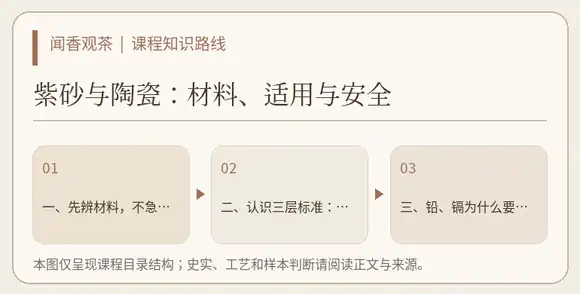 闻香观茶｜课程知识路线
紫砂与陶瓷：材料、适用与安全
01
一、先辨材料，不急…
02
二、认识三层标准：…
03
三、铅、镉为什么要…
本图仅呈现课程目录结构；史实、工艺和样本判断请阅读正文与来源。